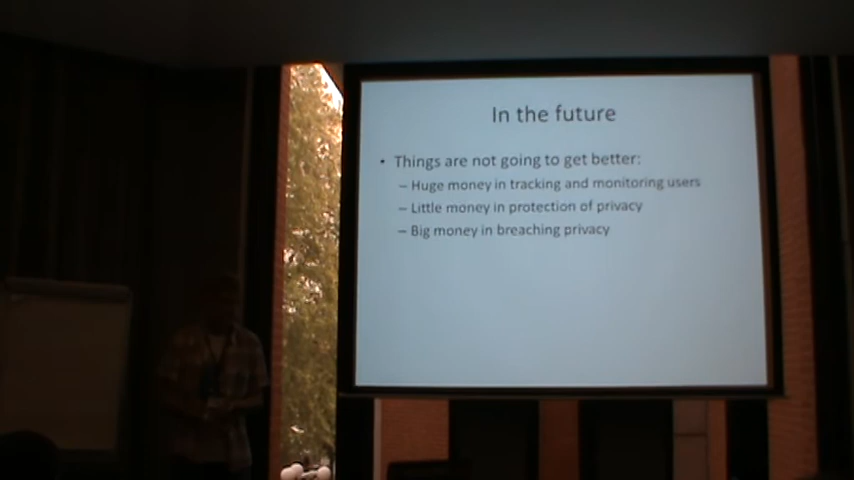 In the future
• Things are not going to get better:
– Huge money in tracking and monitoring users
– Little money in protection of privacy
– Big money in breaching privacy